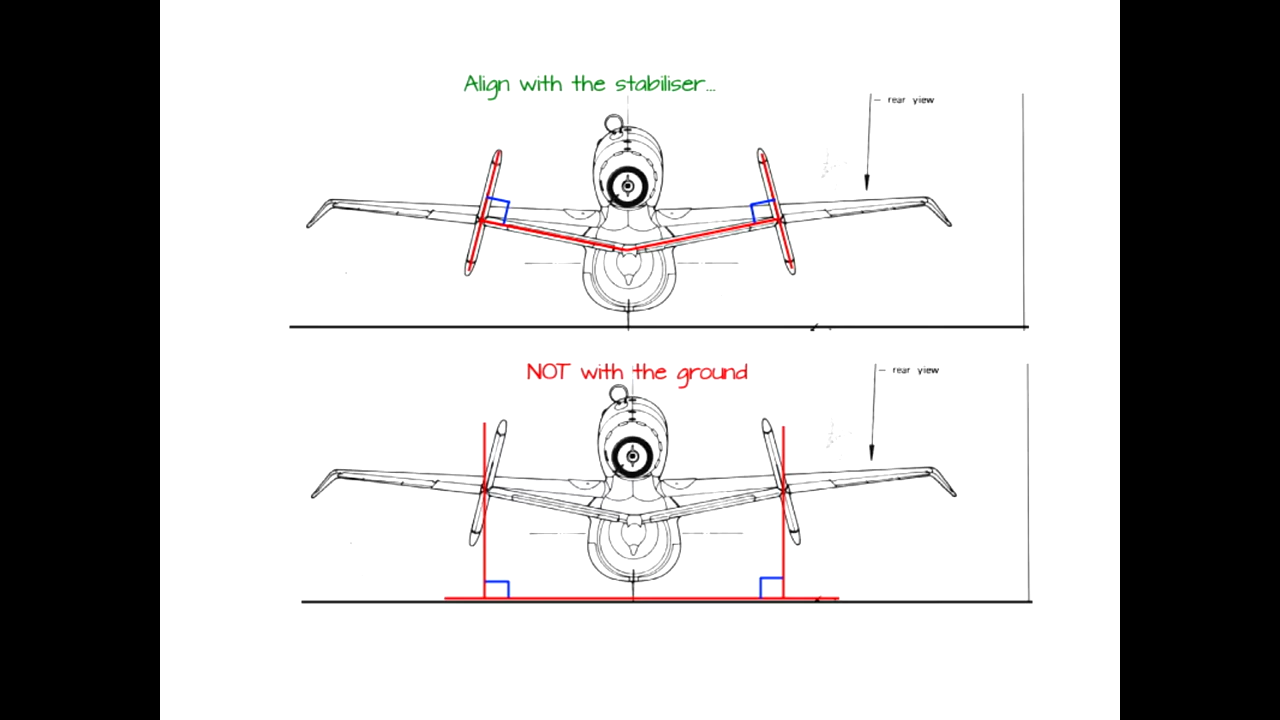 Align with the stabiliser...
– rear view
NOT with the ground
– rear view